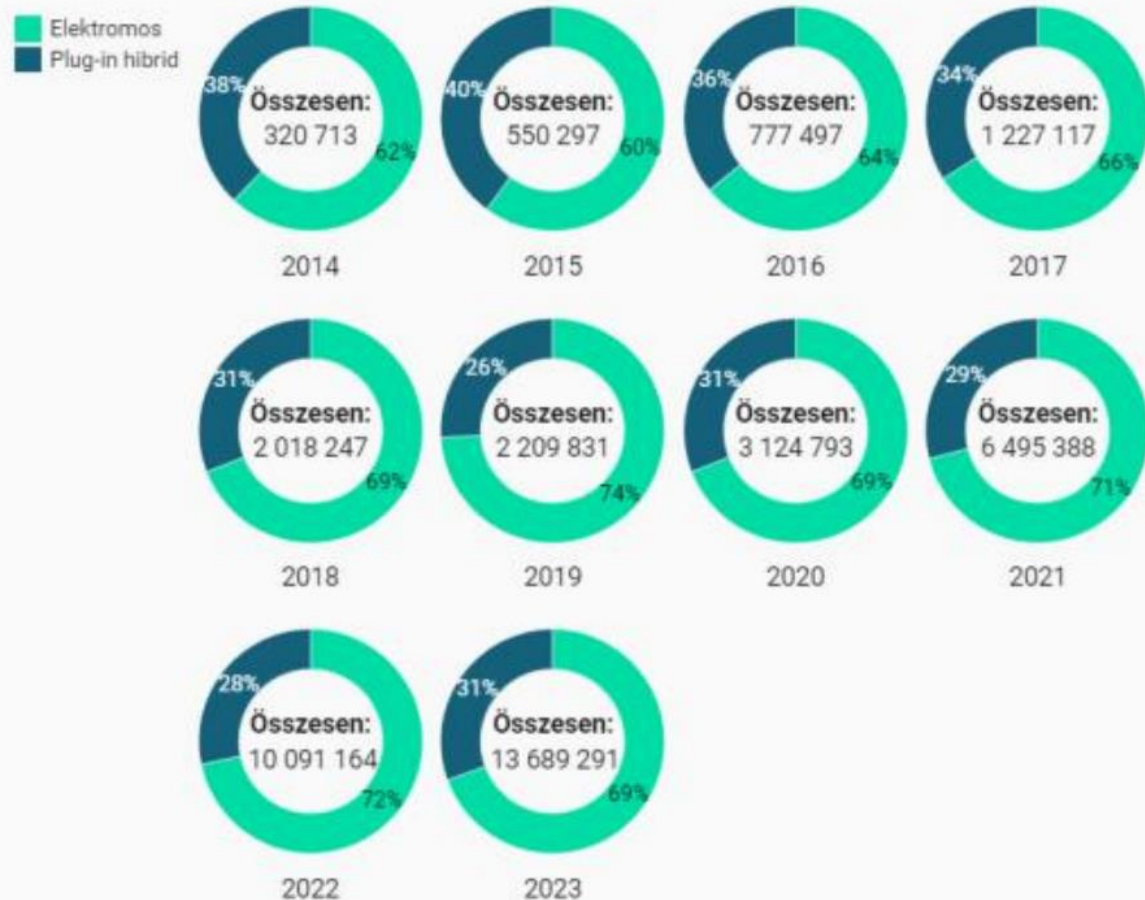 Elektromos
Plug-in hibrid
38%
Összesen:
320 713
62%
2014
40%
Összesen:
550 297
60%
2015
36%
Összesen:
777 497
64%
2016
34%
Összesen:
1 227 117
66%
2017
31%
Összesen:
2 018 247
69%
2018
26%
Összesen:
2 209 831
74%
2019
31%
Összesen:
3 124 793
69%
2020
29%
Összesen:
6 495 388
71%
2021
28%
Összesen:
10 091 164
72%
2022
31%
Összesen:
13 689 291
69%
2023